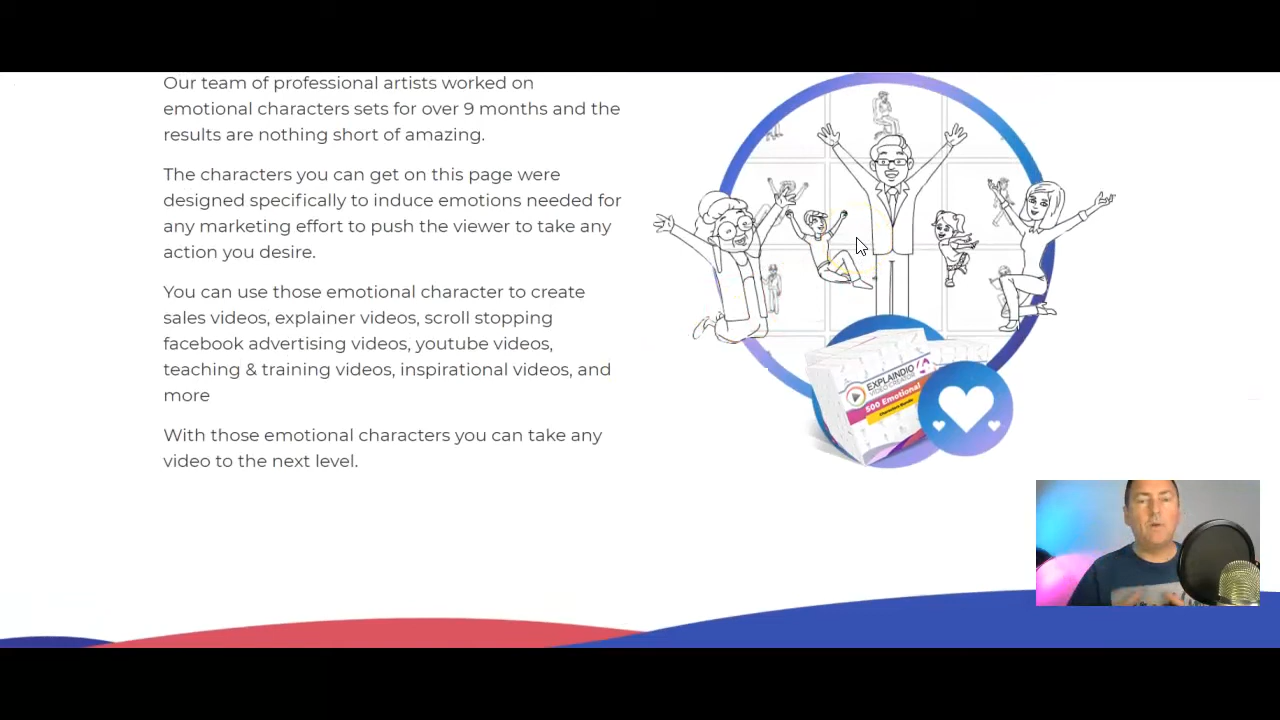 Our team of professional artists worked on
emotional characters sets for over 9 months and the
results are nothing short of amazing.
The characters you can get on this page were
designed specifically to induce emotions needed for
any marketing effort to push the viewer to take any
action you desire.
You can use those emotional character to create
sales videos, explainer videos, scroll stopping
facebook advertising videos, youtube videos,
teaching & training videos, inspirational videos, and
more
With those emotional characters you can take any
video to the next level.
EXPLAINDIO
VIDEO CREATOR
500 Emotional
Characters Bundle